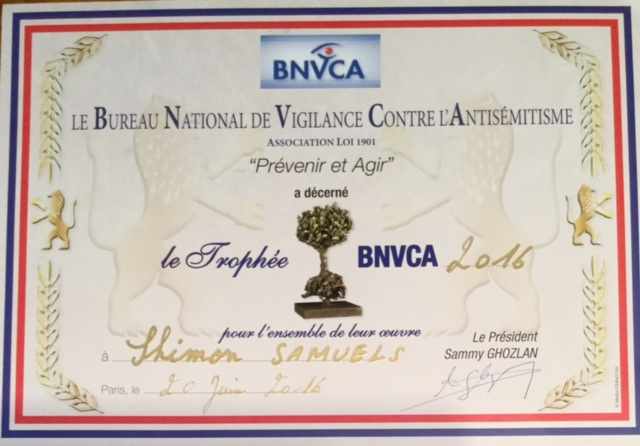 BNVCA
LE BUREAU NATIONAL DE VIGILANCE CONTRE L'ANTISÉMITISME
ASSOCIATION LOI 1901
"Prévenir et Agir"
a décerné
le Trophée BNVCA 2016
pour l'ensemble de leur œuvre
à Shimon SAMUELS
Le Président
Sammy GHOZLAN
Paris, le 20 Juin 2016